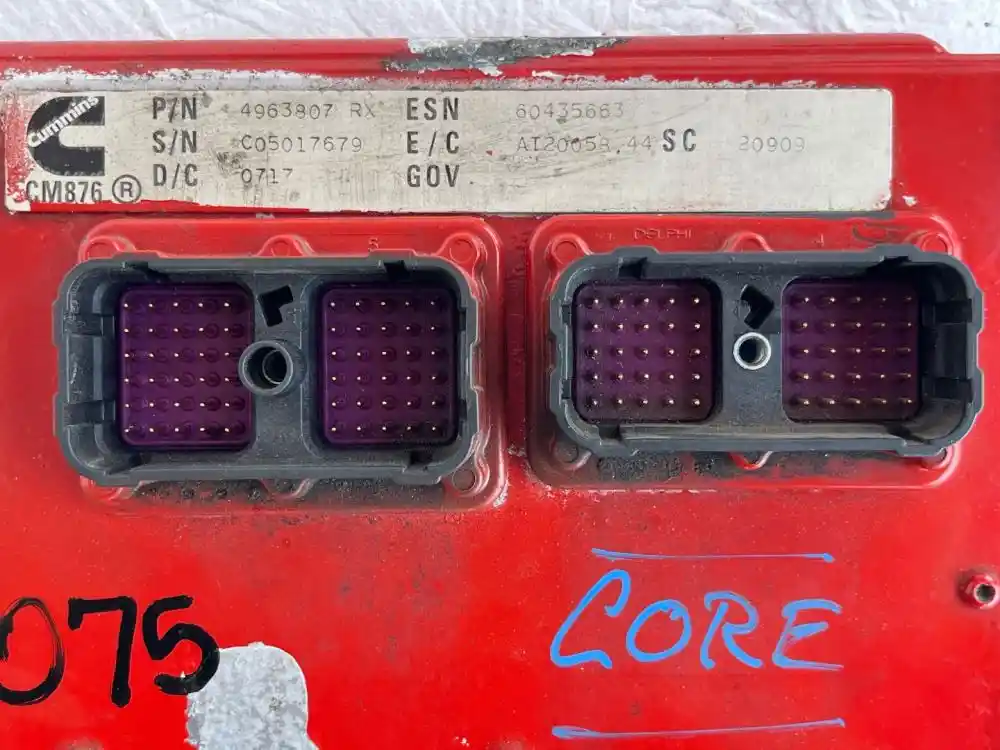 Cummins
P/N 4963807 RX ESN 60435663
S/N C05017679 E/C AI20058.44 SC 80909
CM876 ® D/C 0717 GOV
DELPHI
075
CORE